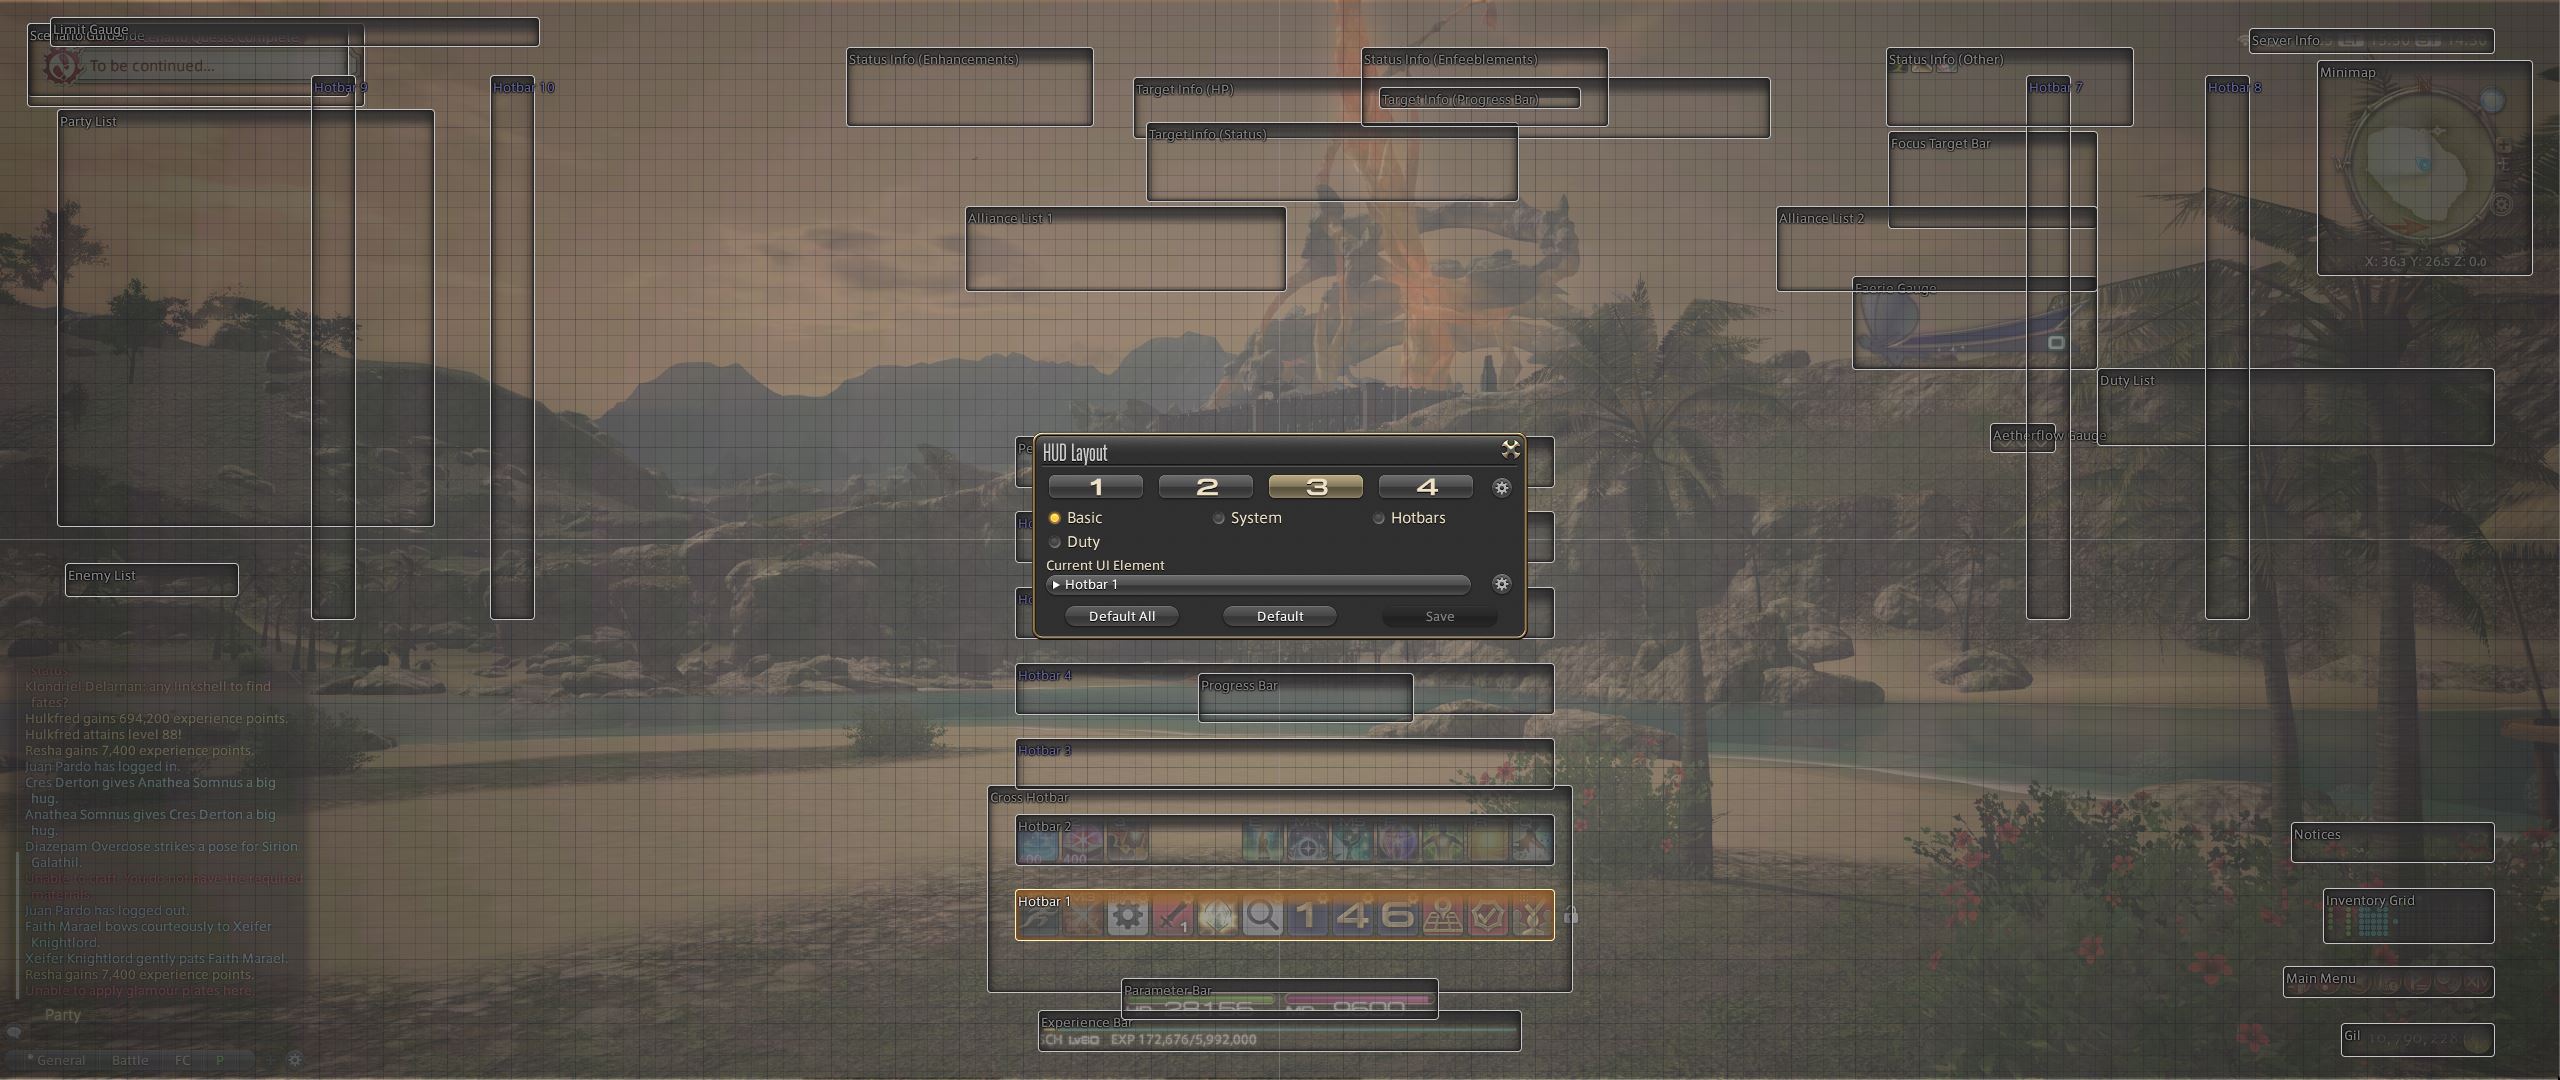 Limit Gauge
To be continued...
Server Info
Status Info (Enhancements)
Status Info (Enfeeblements)
Status Info (Other)
Minimap
Hotbar 9
Hotbar 10
Target Info (HP)
Target Info (Progress Bar)
Hotbar 7
Hotbar 8
Party List
Target Info (Status)
Focus Target Bar
Alliance List 1
Alliance List 2
X: 36.3 Y: 26.5 Z: 0.0
Faerie Gauge
Duty List
Aetherflow Gauge
HUD Layout
1 2 3 4
Basic System Hotbars
Duty
Current UI Element
Hotbar 1
Default All Default Save
Enemy List
Hotbar 4
Progress Bar
Hotbar 3
Cross Hotbar
Hotbar 2
400
Hotbar 1
1 1 4 6
Parameter Bar
28156 9600
Experience Bar
SCH Lv80 EXP 172,676/5,992,000
status.
Klondriel Delarnan: any linkshell to find
fates?
Hulkfred gains 694,200 experience points.
Hulkfred attains level 88!
Resha gains 7,400 experience points.
Juan Pardo has logged in.
Cres Derton gives Anathea Somnus a big
hug.
Anathea Somnus gives Cres Derton a big
hug.
Diazepam Overdose strikes a pose for Sirion
Galathil.
Unable to craft. You do not have the required
materials.
Juan Pardo has logged out.
Faith Marael bows courteously to Xeifer
Knightlord.
Xeifer Knightlord gently pats Faith Marael.
Resha gains 7,400 experience points.
Unable to apply glamour plates here.
Party
General Battle FC P
Notices
Inventory Grid
Main Menu
Gil